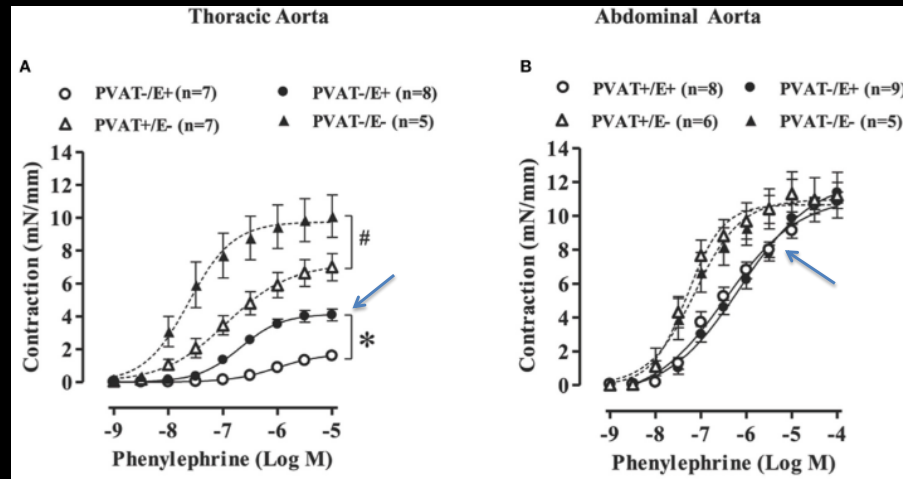 Thoracic Aorta
Abdominal Aorta
A
PVAT-/E+ (n=7)
PVAT-/E+ (n=8)
PVAT+/E- (n=7)
PVAT-/E- (n=5)
Contraction (mN/mm)
14
12
10
8
6
4
2
0
#
*
-9
-8
-7
-6
-5
Phenylephrine (Log M)
B
PVAT+/E+ (n=8)
PVAT-/E+ (n=9)
PVAT+/E- (n=6)
PVAT-/E- (n=5)
Contraction (mN/mm)
14
12
10
8
6
4
2
0
-9
-8
-7
-6
-5
-4
Phenylephrine (Log M)